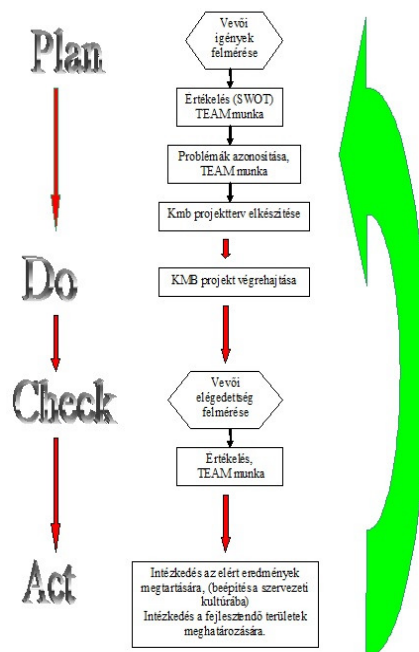 Plan
Vevői
igények
felmérése
Értékelés (SWOT)
TEAM munka
Problémák azonosítása,
TEAM munka
Kmb projektterv elkészítése
Do
KMB projekt végrehajtása
Check
Vevői
elégedettség
felmérése
Értékelés,
TEAM munka
Act
Intézkedés az elért eredmények
megtartására, (beépítés a szervezeti
kultúrába)
Intézkedés a fejlesztendő területek
meghatározására.